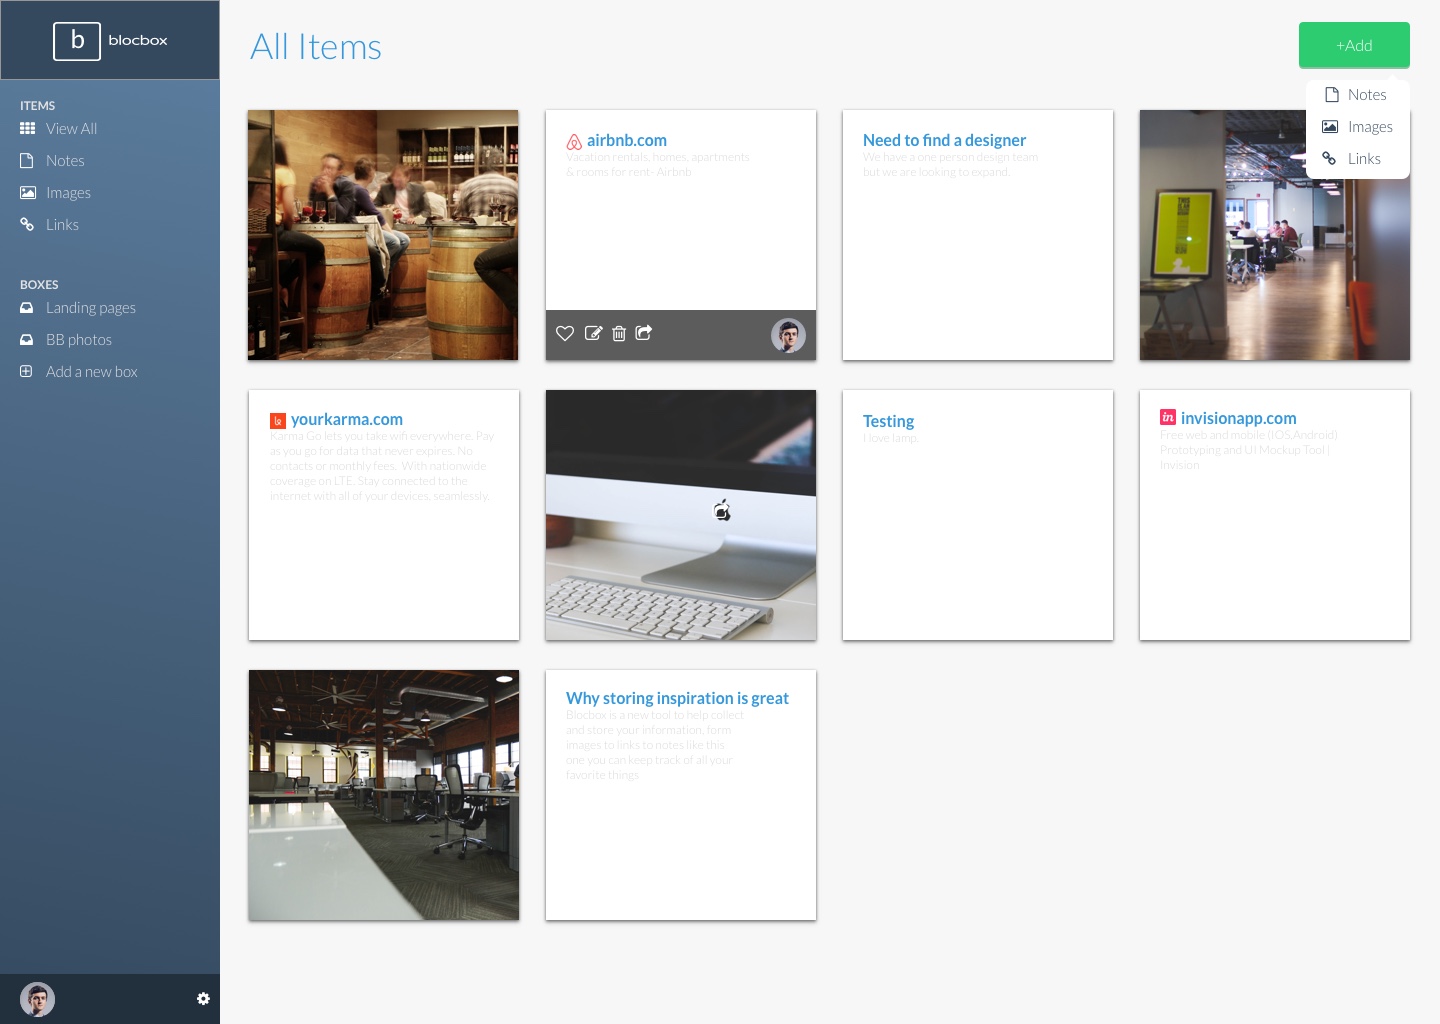 b blocbox
ITEMS
View All
Notes
Images
Links
BOXES
Landing pages
BB photos
Add a new box
All Items
+Add
Notes
Images
Links
airbnb.com
Vacation rentals, homes, apartments
& rooms for rent- Airbnb
Need to find a designer
We have a one person design team
but we are looking to expand.
THIS
yourkarma.com
Karma Go lets you take wifi everywhere. Pay
as you go for data that never expires. No
contacts or monthly fees. With nationwide
coverage on LTE. Stay connected to the
internet with all of your devices, seamlessly.
Testing
I love lamp.
in invisionapp.com
Free web and mobile (IOS,Android)
Prototyping and UI Mockup Tool |
Invision
Why storing inspiration is great
Blocbox is a new tool to help collect
and store your information, form
images to links to notes like this
one you can keep track of all your
favorite things